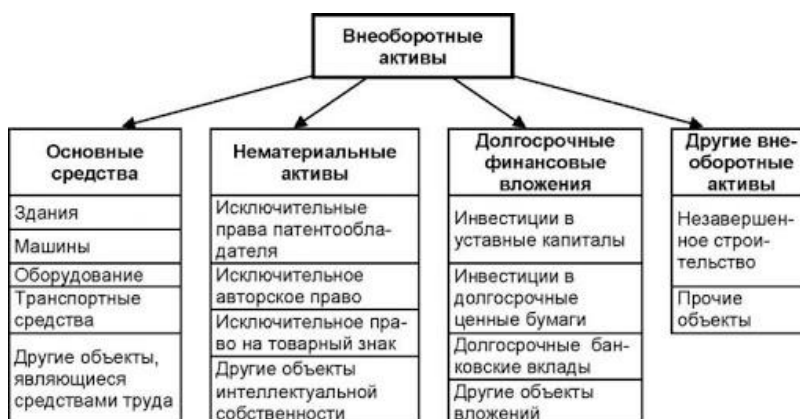 Внеоборотные
активы
Основные
средства
Здания
Машины
Оборудование
Транспортные
средства
Другие объекты,
являющиеся
средствами труда
Нематериальные
активы
Исключительные
права патентообла-
дателя
Исключительное
авторское право
Исключительное пра-
во на товарный знак
Другие объекты
интеллектуальной
собственности
Долгосрочные
финансовые
вложения
Инвестиции в
уставные капиталы
Инвестиции в
долгосрочные
ценные бумаги
Долгосрочные бан-
ковские вклады
Другие объекты
вложений
Другие вне-
оборотные
активы
Незавершен-
ное строи-
тельство
Прочие
объекты